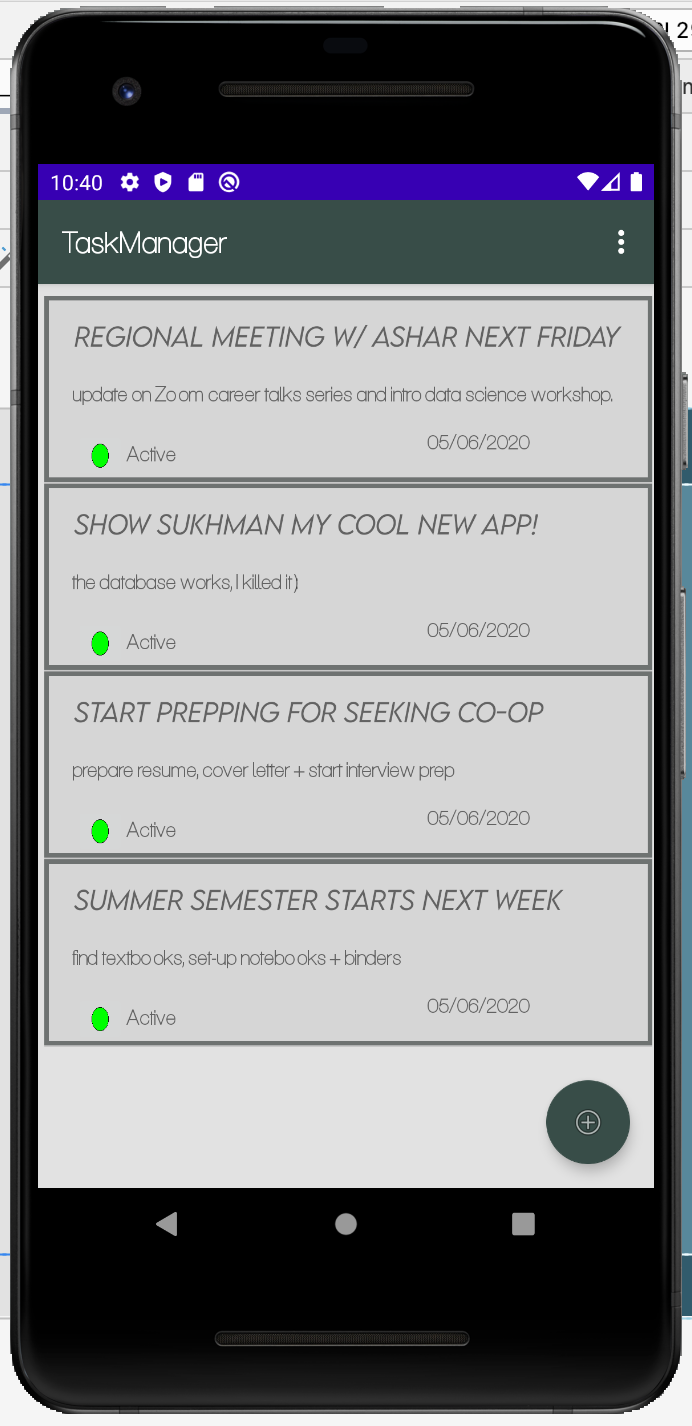 10:40
TaskManager
REGIONAL MEETING W/ ASHAR NEXT FRIDAY
update on Zoom career talks series and intro data science workshop.
Active
05/06/2020
SHOW SUKHMAN MY COOL NEW APP!
the database works, I killed it:)
Active
05/06/2020
START PREPPING FOR SEEKING CO-OP
prepare resume, cover letter + start interview prep
Active
05/06/2020
SUMMER SEMESTER STARTS NEXT WEEK
find textbooks, set-up notebooks + binders
Active
05/06/2020